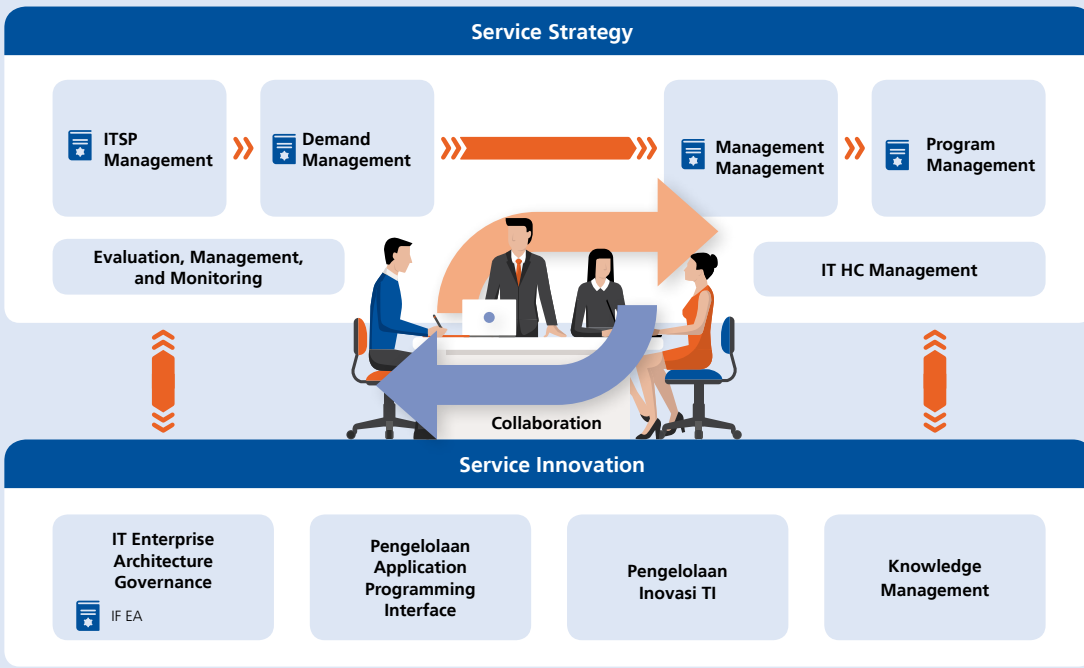 Service Strategy
ITSP
Management
Demand
Management
Management
Management
Program
Management
Evaluation, Management,
and Monitoring
IT HC Management
Collaboration
Service Innovation
IT Enterprise
Architecture
Governance
IF EA
Pengelolaan
Application
Programming
Interface
Pengelolaan
Inovasi TI
Knowledge
Management